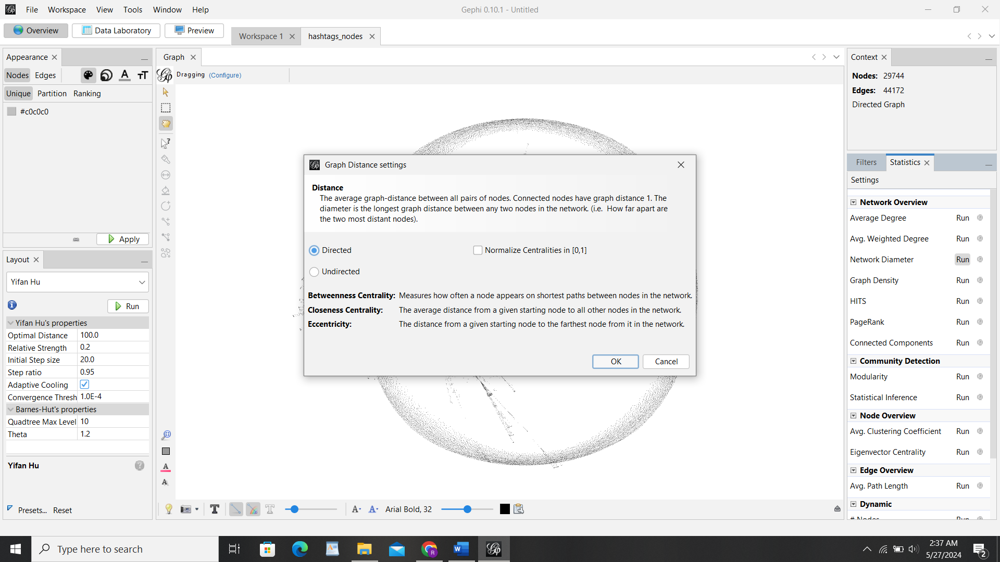 File Workspace View Tools Window Help
Gephi 0.10.1 - Untitled
Overview
Data Laboratory
Preview
Workspace 1
hashtags_nodes
Appearance
Nodes Edges
Unique Partition Ranking
#c0c0c0
Apply
Layout
Yifan Hu
Run
Yifan Hu's properties
Optimal Distance 100.0
Relative Strength 0.2
Initial Step size 20.0
Step ratio 0.95
Adaptive Cooling
Convergence Thresh 1.0E-4
Barnes-Hut's properties
Quadtree Max Level 10
Theta 1.2
Yifan Hu
Presets... Reset
Graph
Dragging (Configure)
Graph Distance settings
Distance
The average graph-distance between all pairs of nodes. Connected nodes have graph distance 1. The
diameter is the longest graph distance between any two nodes in the network. (i.e. How far apart are
the two most distant nodes).
Directed
Normalize Centralities in [0,1]
Undirected
Betweenness Centrality: Measures how often a node appears on shortest paths between nodes in the network.
Closeness Centrality: The average distance from a given starting node to all other nodes in the network.
Eccentricity: The distance from a given starting node to the farthest node from it in the network.
OK Cancel
Arial Bold, 32
Context
Nodes: 29744
Edges: 44172
Directed Graph
Filters Statistics
Settings
Network Overview
Average Degree Run
Avg. Weighted Degree Run
Network Diameter Run
Graph Density Run
HITS Run
PageRank Run
Connected Components Run
Community Detection
Modularity Run
Statistical Inference Run
Node Overview
Avg. Clustering Coefficient Run
Eigenvector Centrality Run
Edge Overview
Avg. Path Length Run
Dynamic
# Nodes Run
Type here to search
2:37 AM
5/27/2024
2